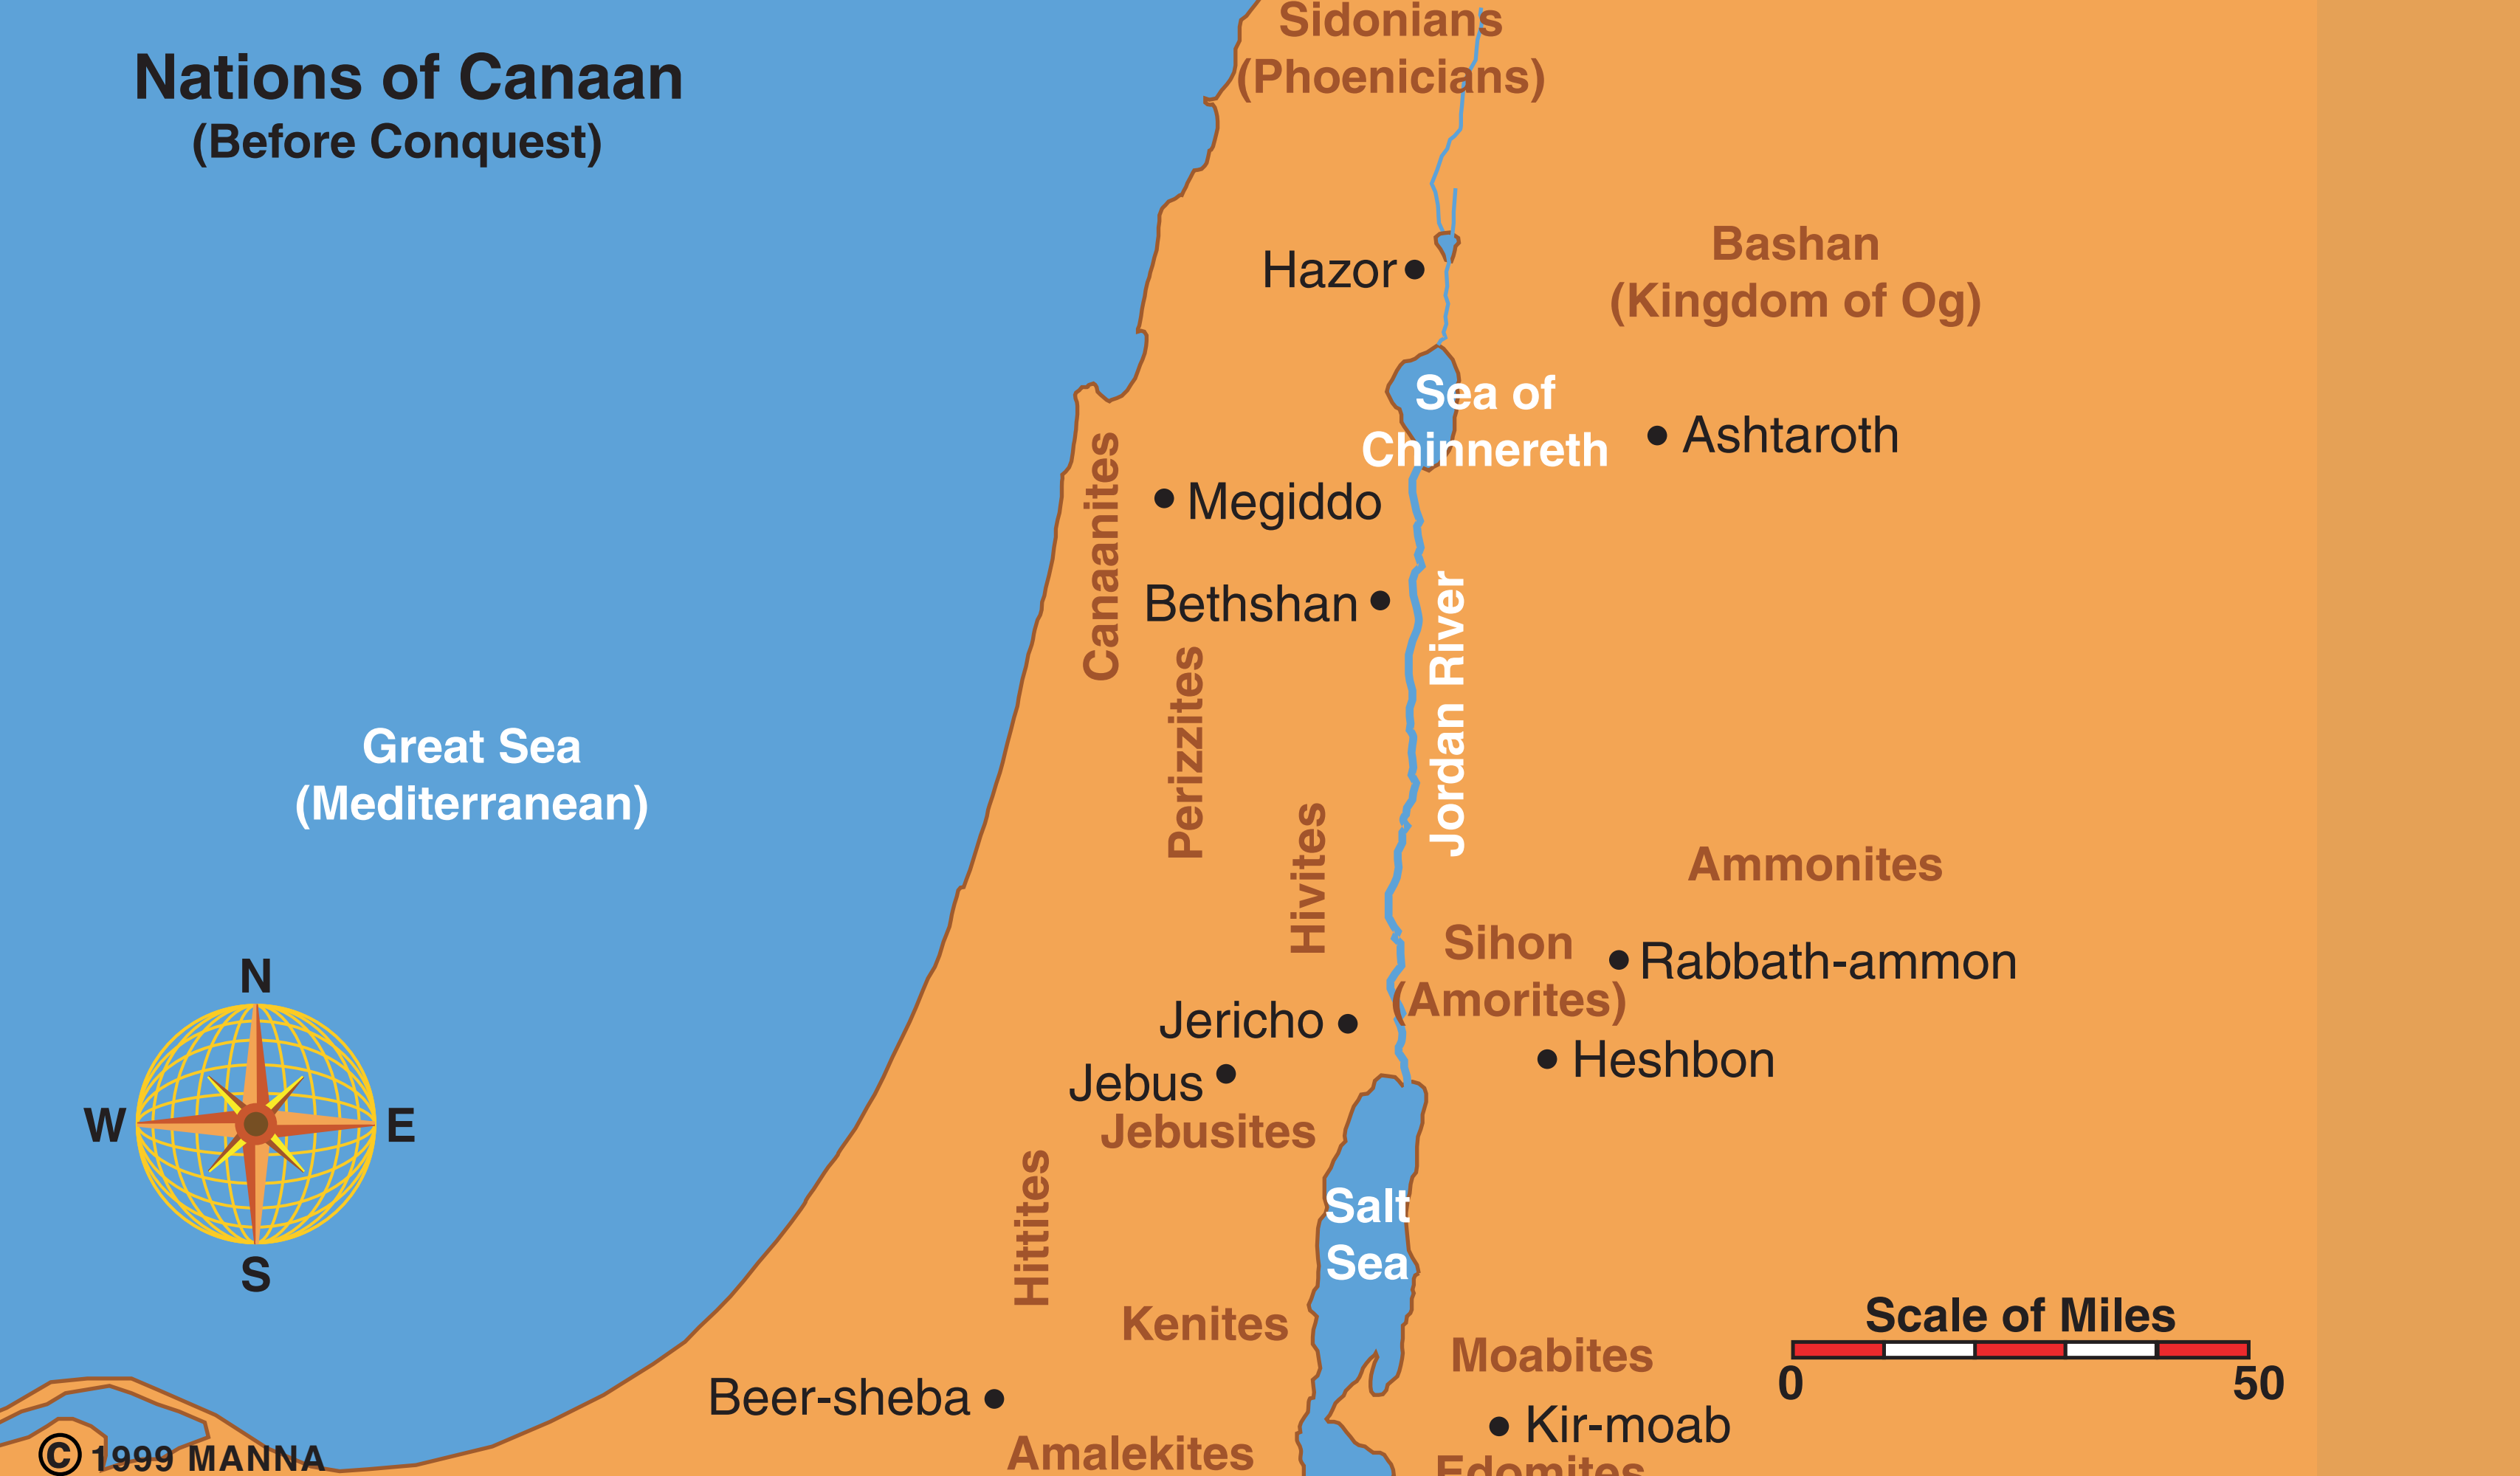 Nations of Canaan
(Before Conquest)
Sidonians
(Phoenicians)
Hazor
Bashan
(Kingdom of Og)
Sea of
Chinnereth
Ashtaroth
Canaanites
Megiddo
Bethshan
Jordan River
Perizzites
Great Sea
(Mediterranean)
Hivites
Ammonites
Sihon
(Amorites)
Rabbath-ammon
Jericho
Heshbon
Jebus
Jebusites
N
W
E
S
Hittites
Salt
Sea
Kenites
Moabites
Scale of Miles
0
50
Beer-sheba
Kir-moab
Amalekites
Edomites
© 1999 MANNA